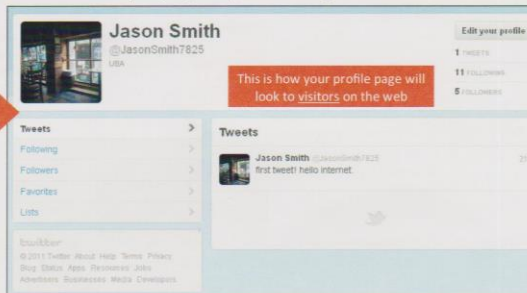 Jason Smith
@JasonSmith7825
USA
Edit your profile
1 TWEETS
11 FOLLOWING
5 FOLLOWERS
This is how your profile page will
look to visitors on the web
Tweets
Following
Followers
Favorites
Lists
Tweets
Jason Smith @JasonSmith7825
first tweet! hello internet.
twitter
© 2011 Twitter About Help Terms Privacy
Blog Status Apps Resources Jobs
Advertisers Businesses Media Developers